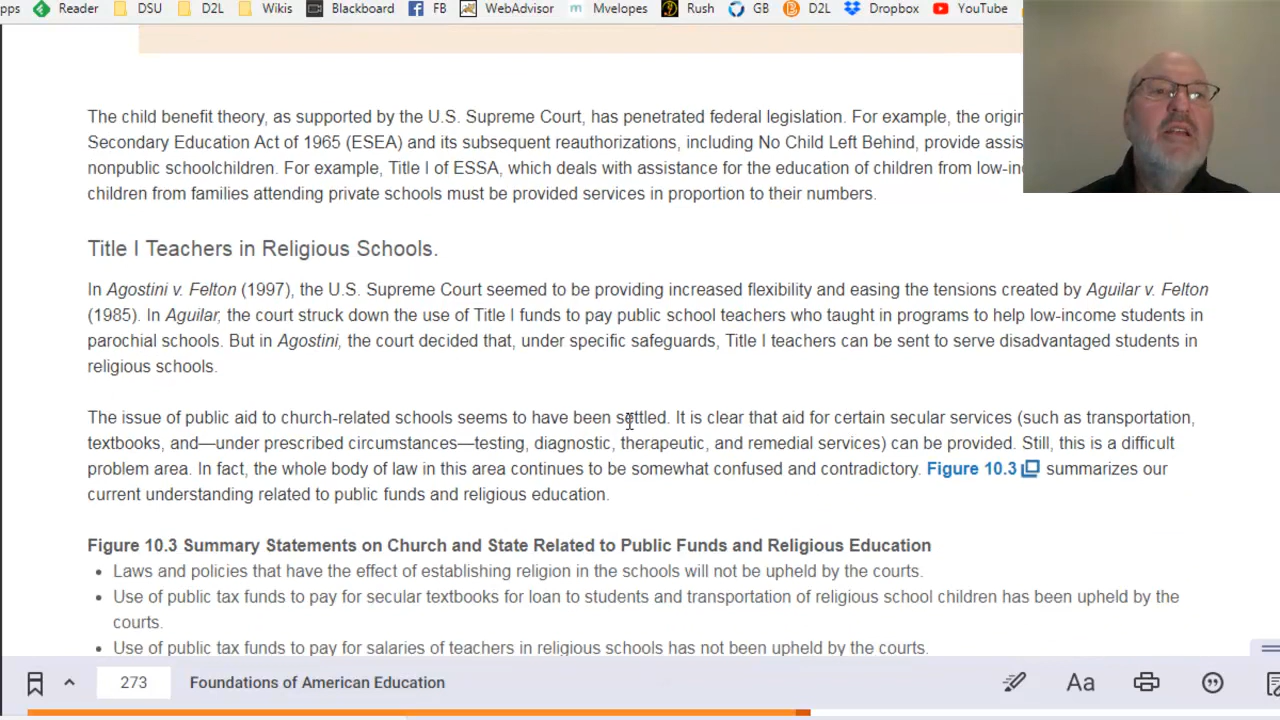 pps Reader DSU D2L Wikis Blackboard FB WebAdvisor Mvelopes Rush GB D2L Dropbox YouTube
The child benefit theory, as supported by the U.S. Supreme Court, has penetrated federal legislation. For example, the
Secondary Education Act of 1965 (ESEA) and its subsequent reauthorizations, including No Child Left Behind, provide
nonpublic schoolchildren. For example, Title I of ESSA, which deals with assistance for the education of children from
children from families attending private schools must be provided services in proportion to their numbers.
Title I Teachers in Religious Schools.
In Agostini v. Felton (1997), the U.S. Supreme Court seemed to be providing increased flexibility and easing the tensions created by Aguilar v. Felton
(1985). In Aguilar, the court struck down the use of Title I funds to pay public school teachers who taught in programs to help low-income students in
parochial schools. But in Agostini, the court decided that, under specific safeguards, Title I teachers can be sent to serve disadvantaged students in
religious schools.
The issue of public aid to church-related schools seems to have been settled. It is clear that aid for certain secular services (such as transportation,
textbooks, and—under prescribed circumstances—testing, diagnostic, therapeutic, and remedial services) can be provided. Still, this is a difficult
problem area. In fact, the whole body of law in this area continues to be somewhat confused and contradictory. Figure 10.3 summarizes our
current understanding related to public funds and religious education.
Figure 10.3 Summary Statements on Church and State Related to Public Funds and Religious Education
• Laws and policies that have the effect of establishing religion in the schools will not be upheld by the courts.
• Use of public tax funds to pay for secular textbooks for loan to students and transportation of religious school children has been upheld by the
courts.
• Use of public tax funds to pay for salaries of teachers in religious schools has not been upheld by the courts.
273 Foundations of American Education Aa